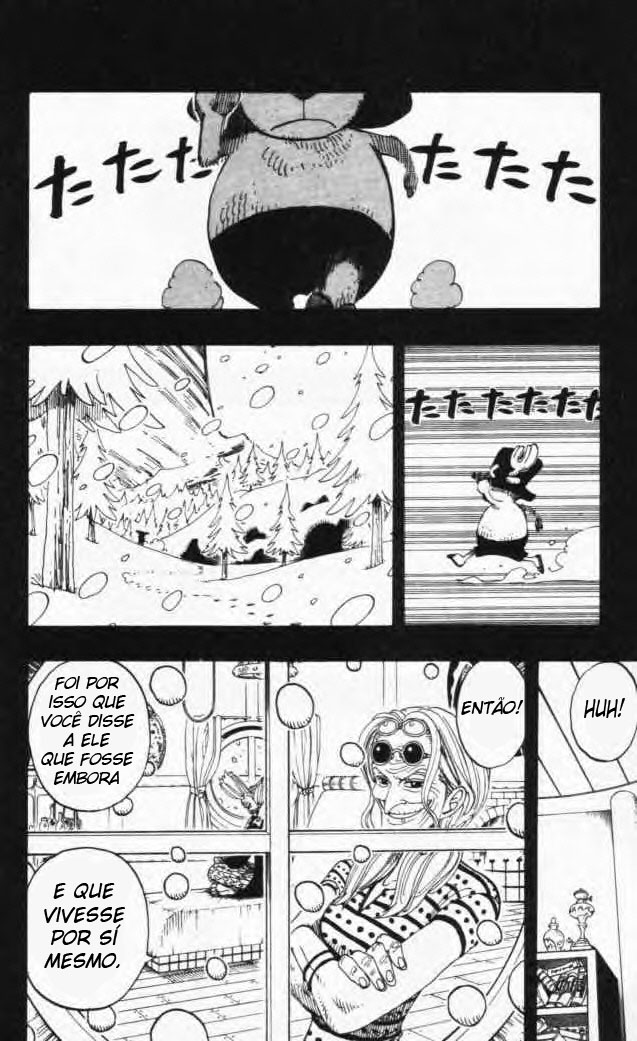 たたた
たたた
たたたたたた
HUH!
ENTÃO!
FOI POR
ISSO QUE
VOCÊ DISSE
A ELE
QUE FOSSE
EMBORA
E QUE
VIVESSE
POR SÍ
MESMO.